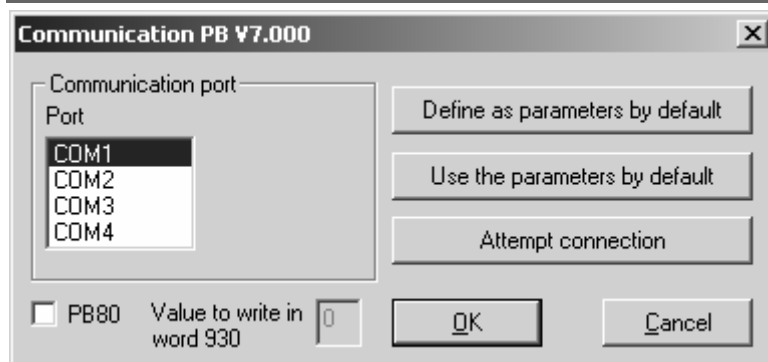 Communication PB V7.000
Communication port
Port
COM1
COM2
COM3
COM4
Define as parameters by default
Use the parameters by default
Attempt connection
PB80
Value to write in
word 930
0
OK
Cancel